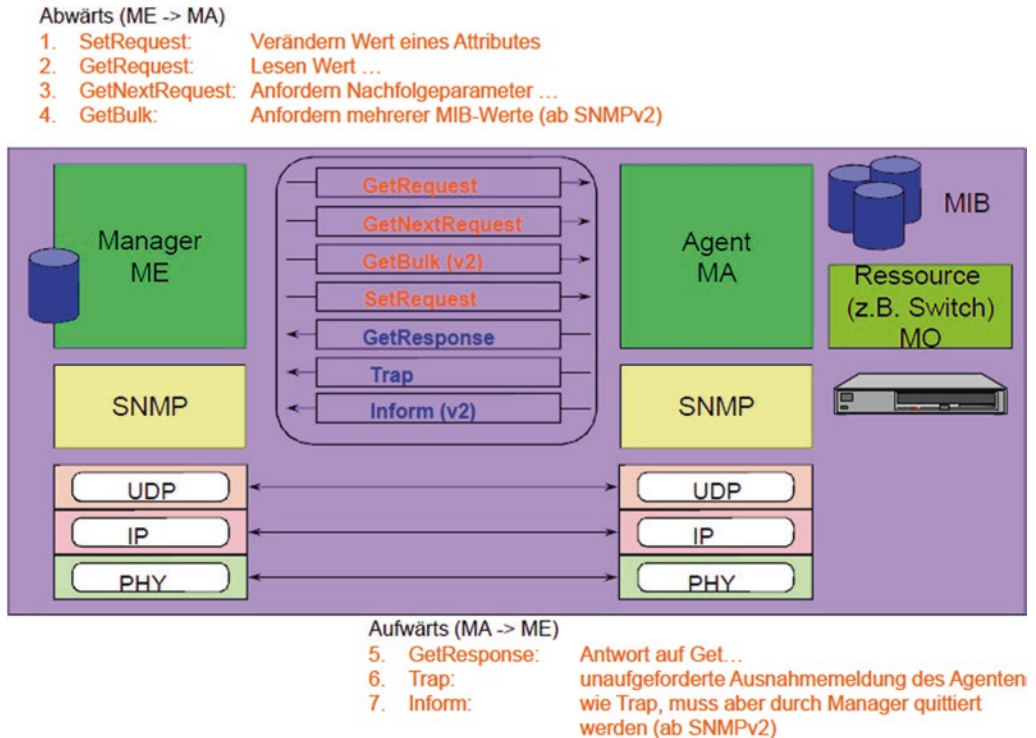 Abwärts (ME -> MA)
1. SetRequest: Verändern Wert eines Attributes
2. GetRequest: Lesen Wert …
3. GetNextRequest: Anfordern Nachfolgeparameter …
4. GetBulk: Anfordern mehrerer MIB-Werte (ab SNMPv2)
Manager
ME
GetRequest
GetNextRequest
GetBulk (v2)
SetRequest
GetResponse
Trap
Inform (v2)
Agent
MA
MIB
Ressource
(z.B. Switch)
MO
SNMP
SNMP
UDP
UDP
IP
IP
PHY
PHY
Aufwärts (MA -> ME)
5. GetResponse: Antwort auf Get…
6. Trap: unaufgeforderte Ausnahmemeldung des Agenten
7. Inform: wie Trap, muss aber durch Manager quittiert
werden (ab SNMPv2)